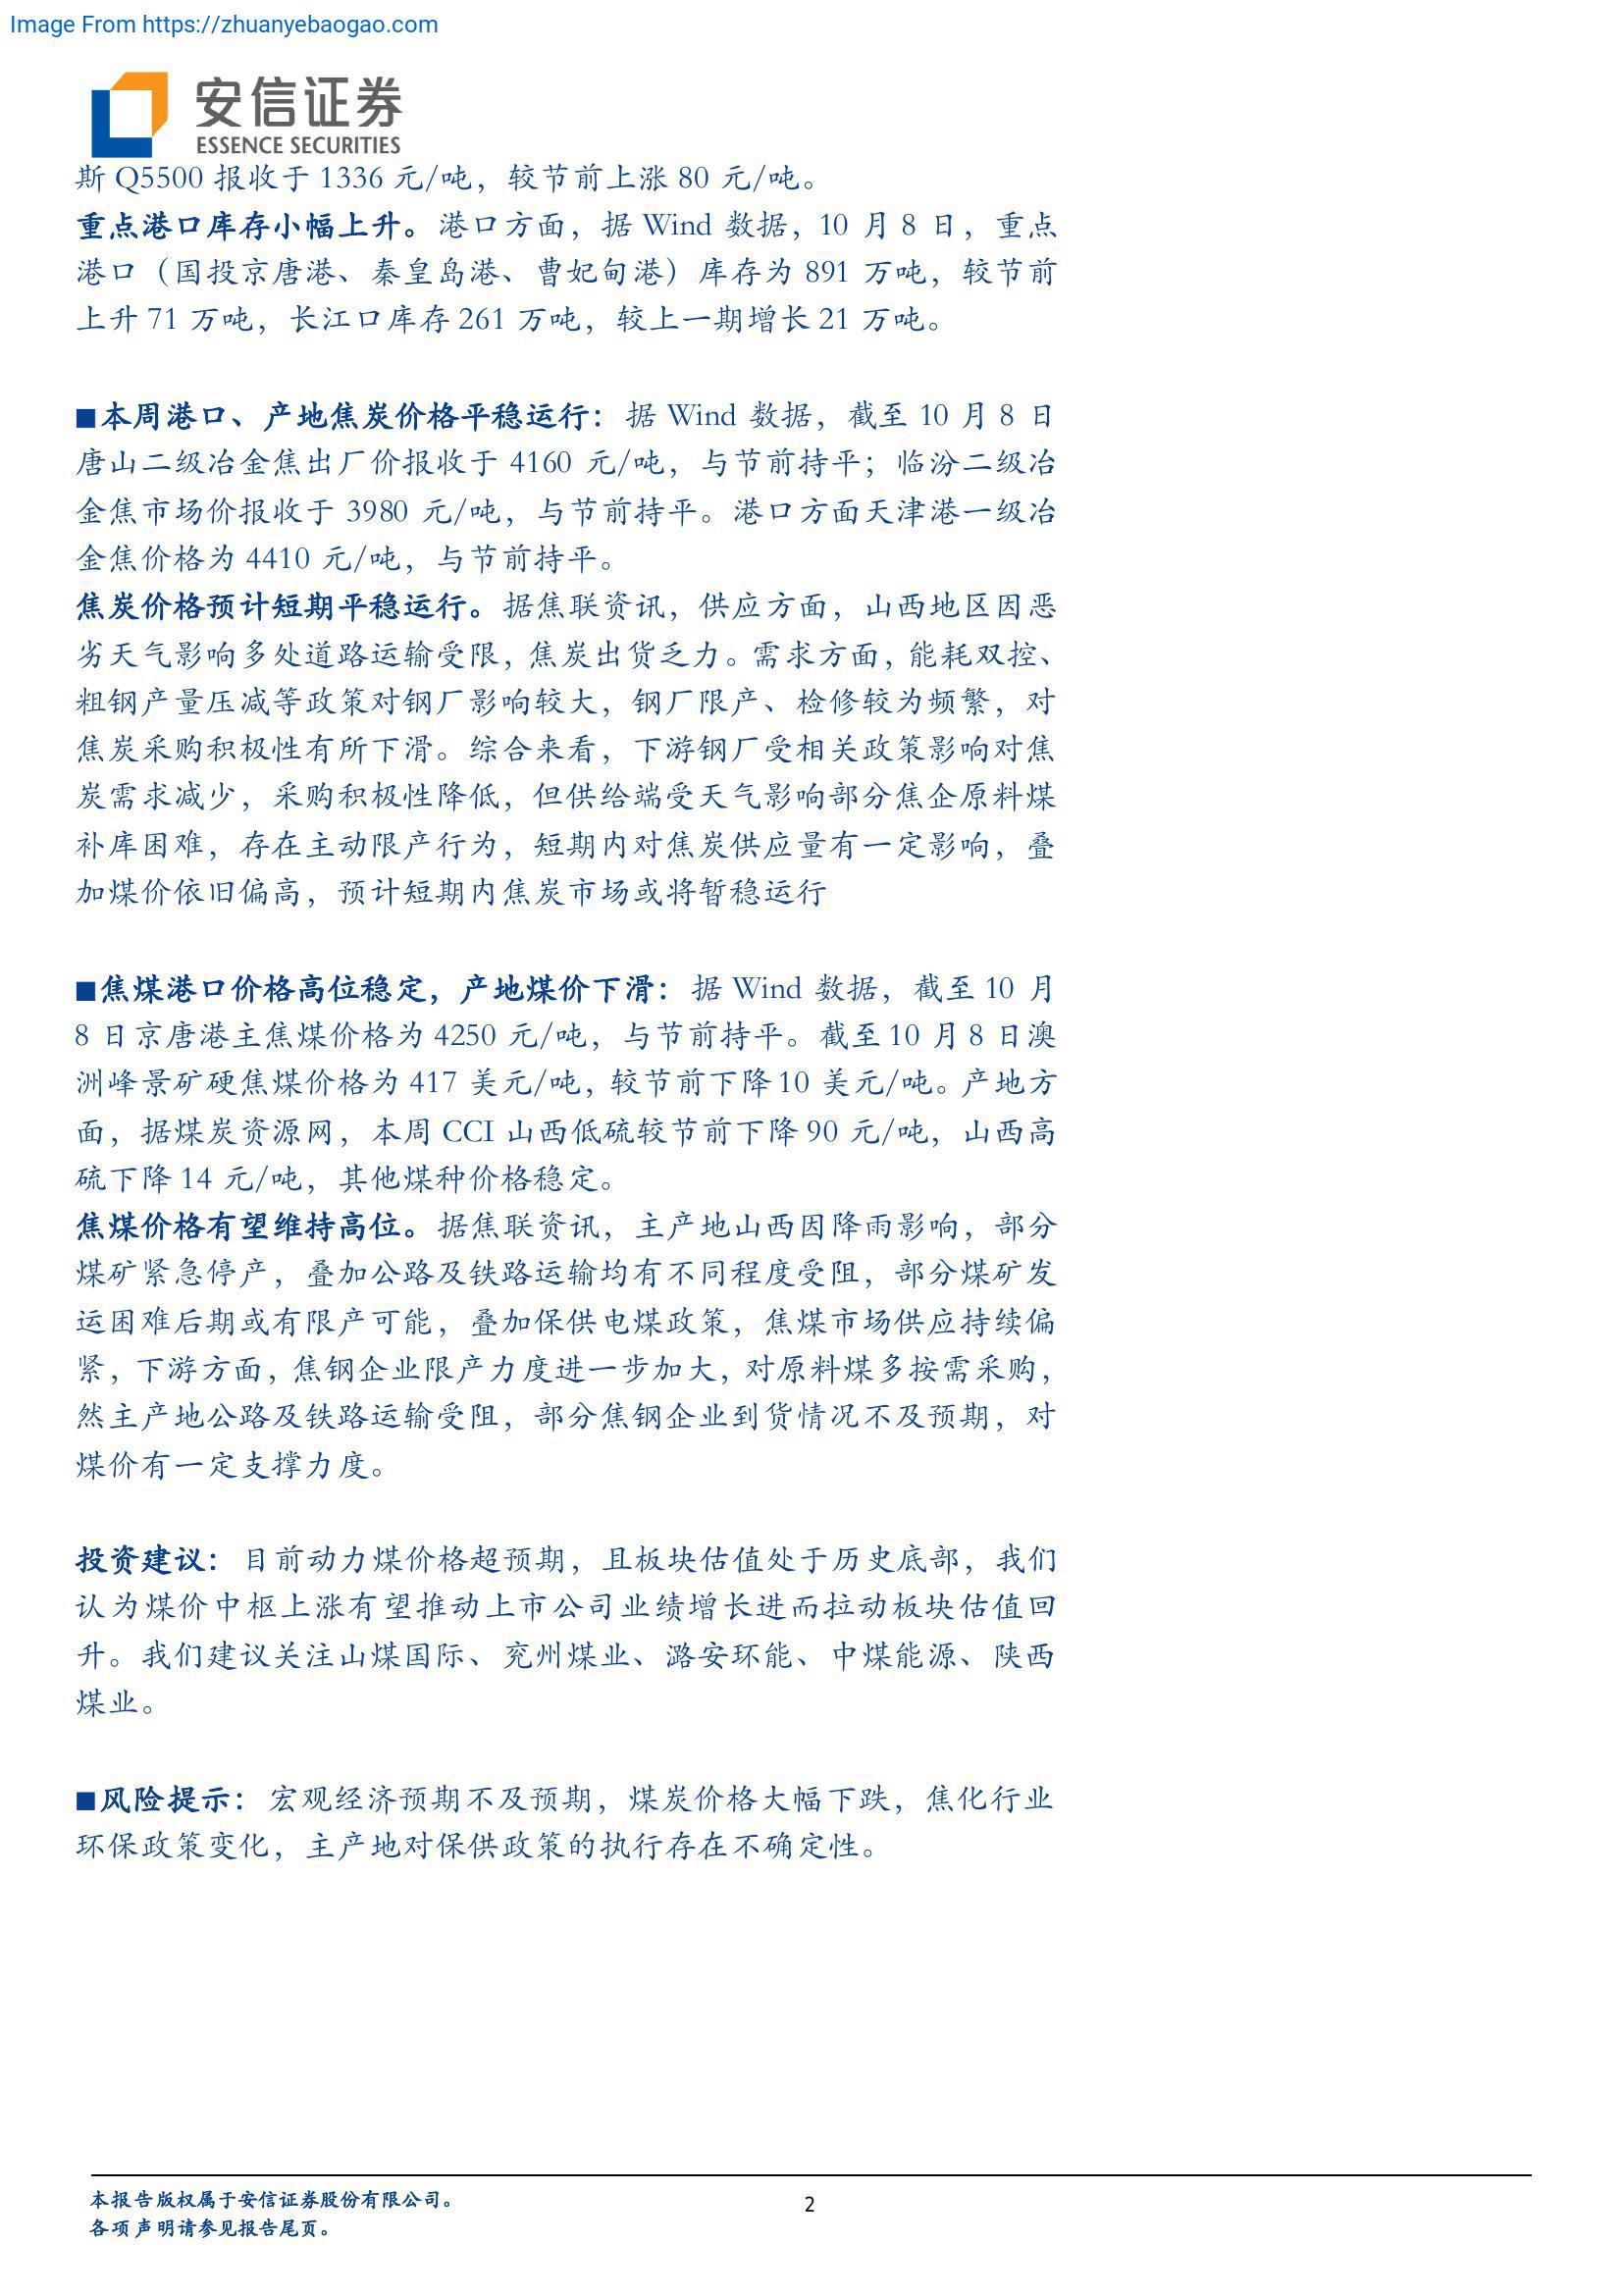 Image From https://zhuanyebaogao.com
安信证券
ESSENCE SECURITIES
斯 Q5500 报收于 1336 元/吨，较节前上涨 80 元/吨。
重点港口库存小幅上升。港口方面，据 Wind 数据，10 月 8 日，重点
港口（国投京唐港、秦皇岛港、曹妃甸港）库存为 891 万吨，较节前
上升 71 万吨，长江口库存 261 万吨，较上一期增长 21 万吨。
■本周港口、产地焦炭价格平稳运行：据 Wind 数据，截至 10 月 8 日
唐山二级冶金焦出厂价报收于 4160 元/吨，与节前持平；临汾二级冶
金焦市场价报收于 3980 元/吨，与节前持平。港口方面天津港一级冶
金焦价格为 4410 元/吨，与节前持平。
焦炭价格预计短期平稳运行。据焦联资讯，供应方面，山西地区因恶
劣天气影响多处道路运输受限，焦炭出货乏力。需求方面，能耗双控、
粗钢产量压减等政策对钢厂影响较大，钢厂限产、检修较为频繁，对
焦炭采购积极性有所下滑。综合来看，下游钢厂受相关政策影响对焦
炭需求减少，采购积极性降低，但供给端受天气影响部分焦企原料煤
补库困难，存在主动限产行为，短期内对焦炭供应量有一定影响，叠
加煤价依旧偏高，预计短期内焦炭市场或将暂稳运行
■焦煤港口价格高位稳定，产地煤价下滑：据 Wind 数据，截至 10 月
8 日京唐港主焦煤价格为 4250 元/吨，与节前持平。截至 10 月 8 日澳
洲峰景矿硬焦煤价格为 417 美元/吨，较节前下降 10 美元/吨。产地方
面，据煤炭资源网，本周 CCI 山西低硫较节前下降 90 元/吨，山西高
硫下降 14 元/吨，其他煤种价格稳定。
焦煤价格有望维持高位。据焦联资讯，主产地山西因降雨影响，部分
煤矿紧急停产，叠加公路及铁路运输均有不同程度受阻，部分煤矿发
运困难后期或有限产可能，叠加保供电煤政策，焦煤市场供应持续偏
紧，下游方面，焦钢企业限产力度进一步加大，对原料煤多按需采购，
然主产地公路及铁路运输受阻，部分焦钢企业到货情况不及预期，对
煤价有一定支撑力度。
投资建议：目前动力煤价格超预期，且板块估值处于历史底部，我们
认为煤价中枢上涨有望推动上市公司业绩增长进而拉动板块估值回
升。我们建议关注山煤国际、兖州煤业、潞安环能、中煤能源、陕西
煤业。
■风险提示：宏观经济预期不及预期，煤炭价格大幅下跌，焦化行业
环保政策变化，主产地对保供政策的执行存在不确定性。
本报告版权属于安信证券股份有限公司。
2
各项声明请参见报告尾页。